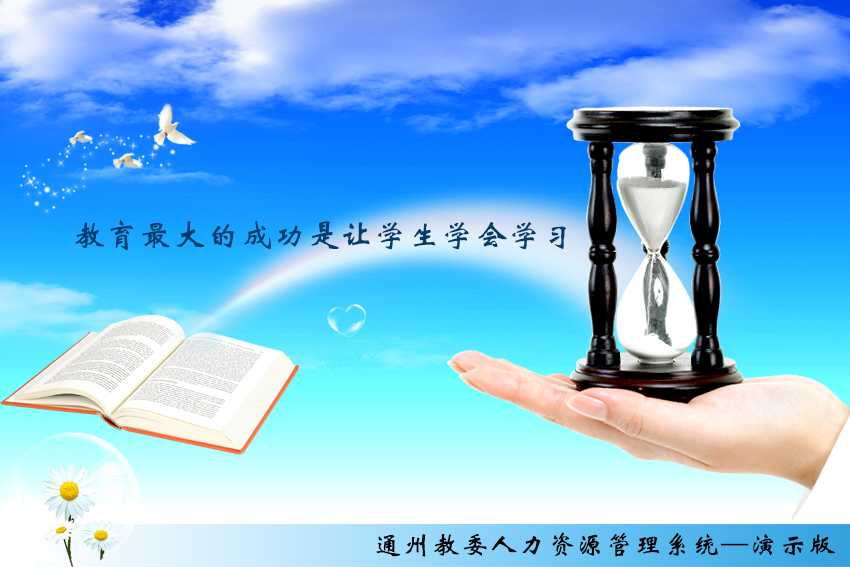 教育最大的成功是让学生学会学习
通州教委人力资源管理系统—演示版